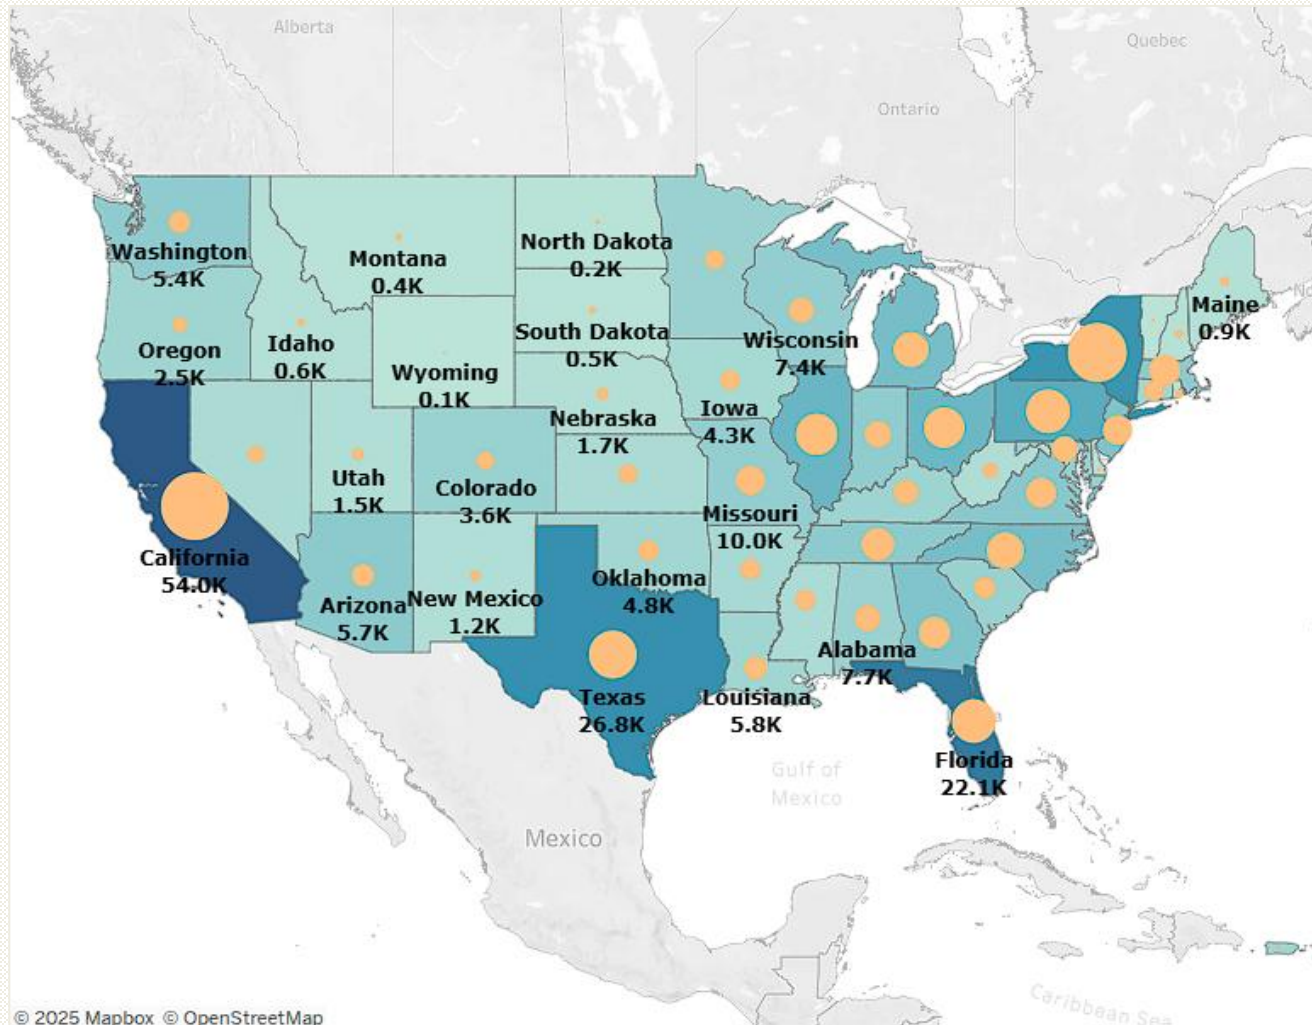 Alberta
Quebec
Ontario
Washington
5.4K
Montana
0.4K
North Dakota
0.2K
Maine
0.9K
Oregon
2.5K
Idaho
0.6K
South Dakota
0.5K
Wisconsin
7.4K
Wyoming
0.1K
Nebraska
1.7K
Iowa
4.3K
Utah
1.5K
Colorado
3.6K
Missouri
10.0K
California
54.0K
Arizona
5.7K
New Mexico
1.2K
Oklahoma
4.8K
Alabama
7.7K
Texas
26.8K
Louisiana
5.8K
Florida
22.1K
Gulf of
Mexico
Mexico
Caribbean Sea
© 2025 Mapbox © OpenStreetMap